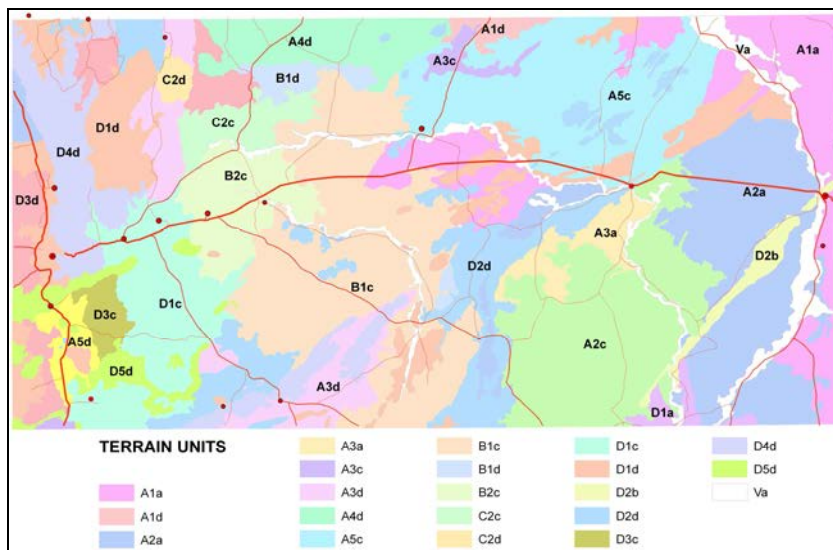 A4d
A1d
A3c
Va
A1a
C2d
B1d
A5c
D1d
C2c
D4d
B2c
D3d
A2a
A3a
D2b
D2d
B1c
D1c
D3c
A5d
A2c
D5d
A3d
D1a
TERRAIN UNITS
A3a B1c D1c D4d
A3c B1d D1d D5d
A1a A3d B2c D2b Va
A1d A4d C2c D2d
A2a A5c C2d D3c